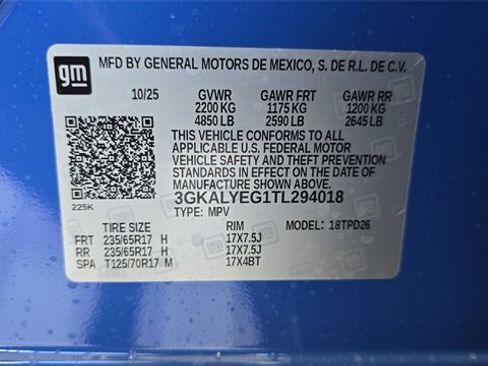 gm
MFD BY GENERAL MOTORS DE MEXICO, S. DE R.L. DE C.V.
10/25 GVWR GAWR FRT GAWR RR
2200 KG 1175 KG 1200 KG
4850 LB 2590 LB 2645 LB
THIS VEHICLE CONFORMS TO ALL
APPLICABLE U.S. FEDERAL MOTOR
VEHICLE SAFETY AND THEFT PREVENTION
STANDARDS IN EFFECT ON THE DATE
OF MANUFACTURE SHOWN ABOVE.
225K
3GKALYEG1TL294018
TYPE: MPV MODEL: 18TPD26
TIRE SIZE RIM
FRT 235/65R17 H 17X7.5J
RR 235/65R17 H 17X7.5J
SPA T125/70R17 M 17X4BT